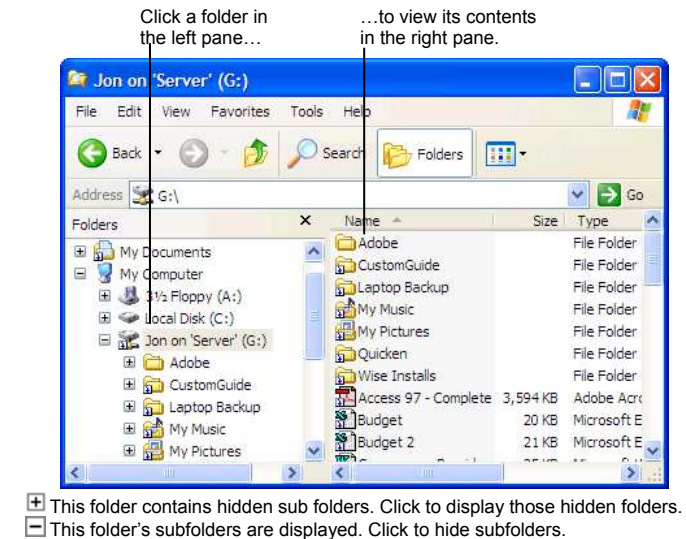 Click a folder in
the left pane…
…to view its contents
in the right pane.
Jon on 'Server' (G:)
File Edit View Favorites Tools Help
Back Search Folders
Address G:\ Go
Folders x
My Documents
My Computer
3½ Floppy (A:)
Local Disk (C:)
Jon on 'Server' (G:)
Adobe
CustomGuide
Laptop Backup
My Music
My Pictures
Name Size Type
Adobe File Folder
CustomGuide File Folder
Laptop Backup File Folder
My Music File Folder
My Pictures File Folder
Quicken File Folder
Wise Installs File Folder
Access 97 - Complete 3,594 KB Adobe Acro
Budget 20 KB Microsoft E
Budget 2 21 KB Microsoft E
This folder contains hidden sub folders. Click to display those hidden folders.
This folder’s subfolders are displayed. Click to hide subfolders.